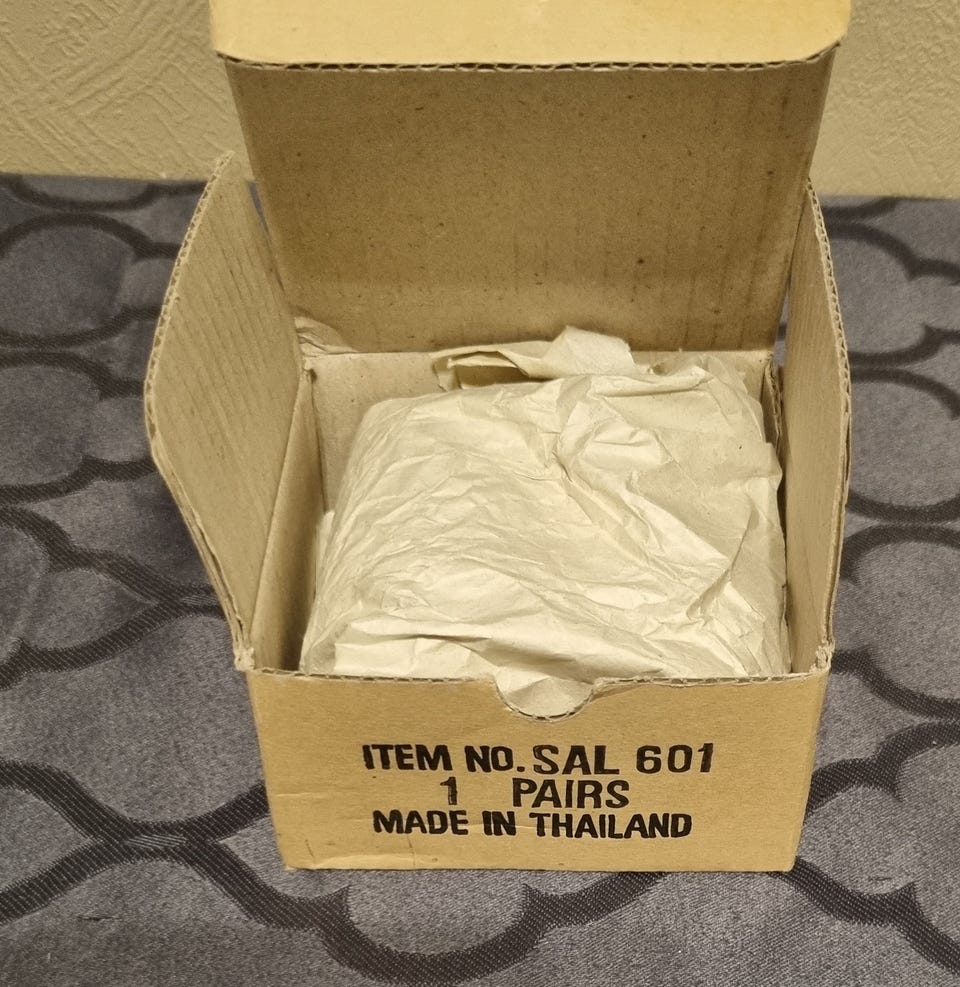 ITEM NO. SAL 601
1 PAIRS
MADE IN THAILAND